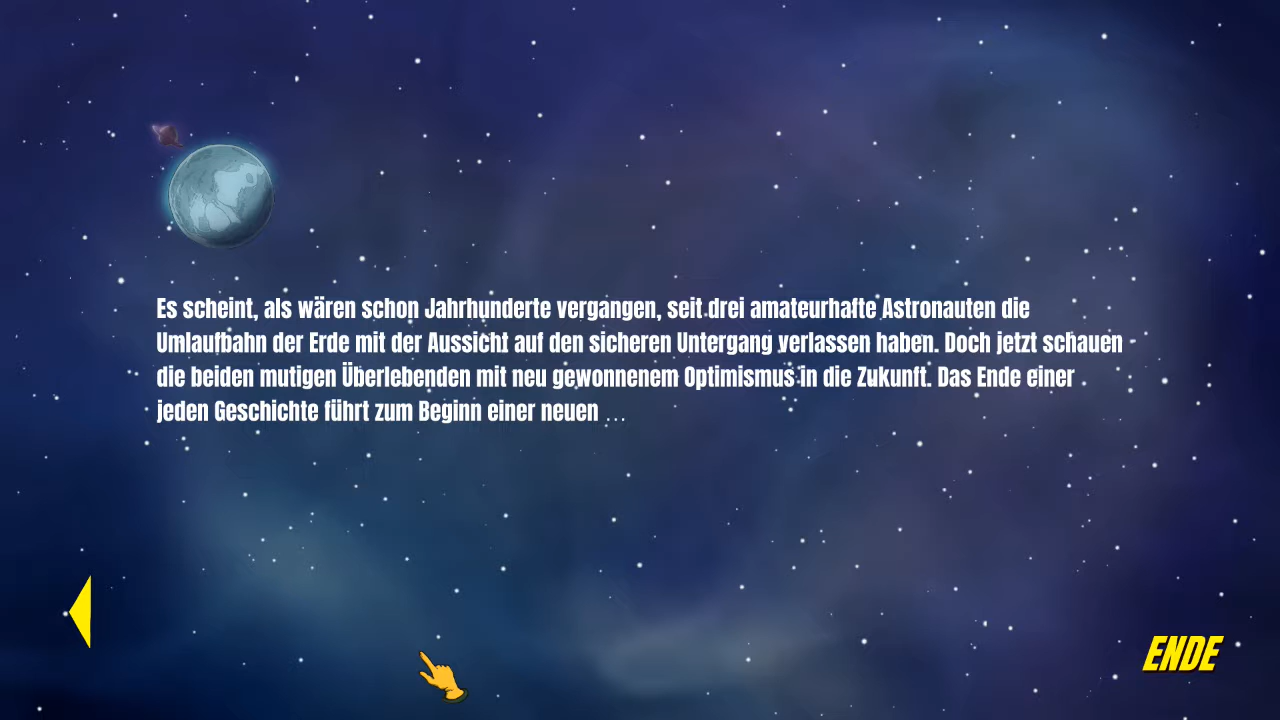 Es scheint, als wären schon Jahrhunderte vergangen, seit drei amateurhafte Astronauten die
Umlaufbahn der Erde mit der Aussicht auf den sicheren Untergang verlassen haben. Doch jetzt schauen
die beiden mutigen Überlebenden mit neu gewonnenem Optimismus in die Zukunft. Das Ende einer
jeden Geschichte führt zum Beginn einer neuen …
ENDE